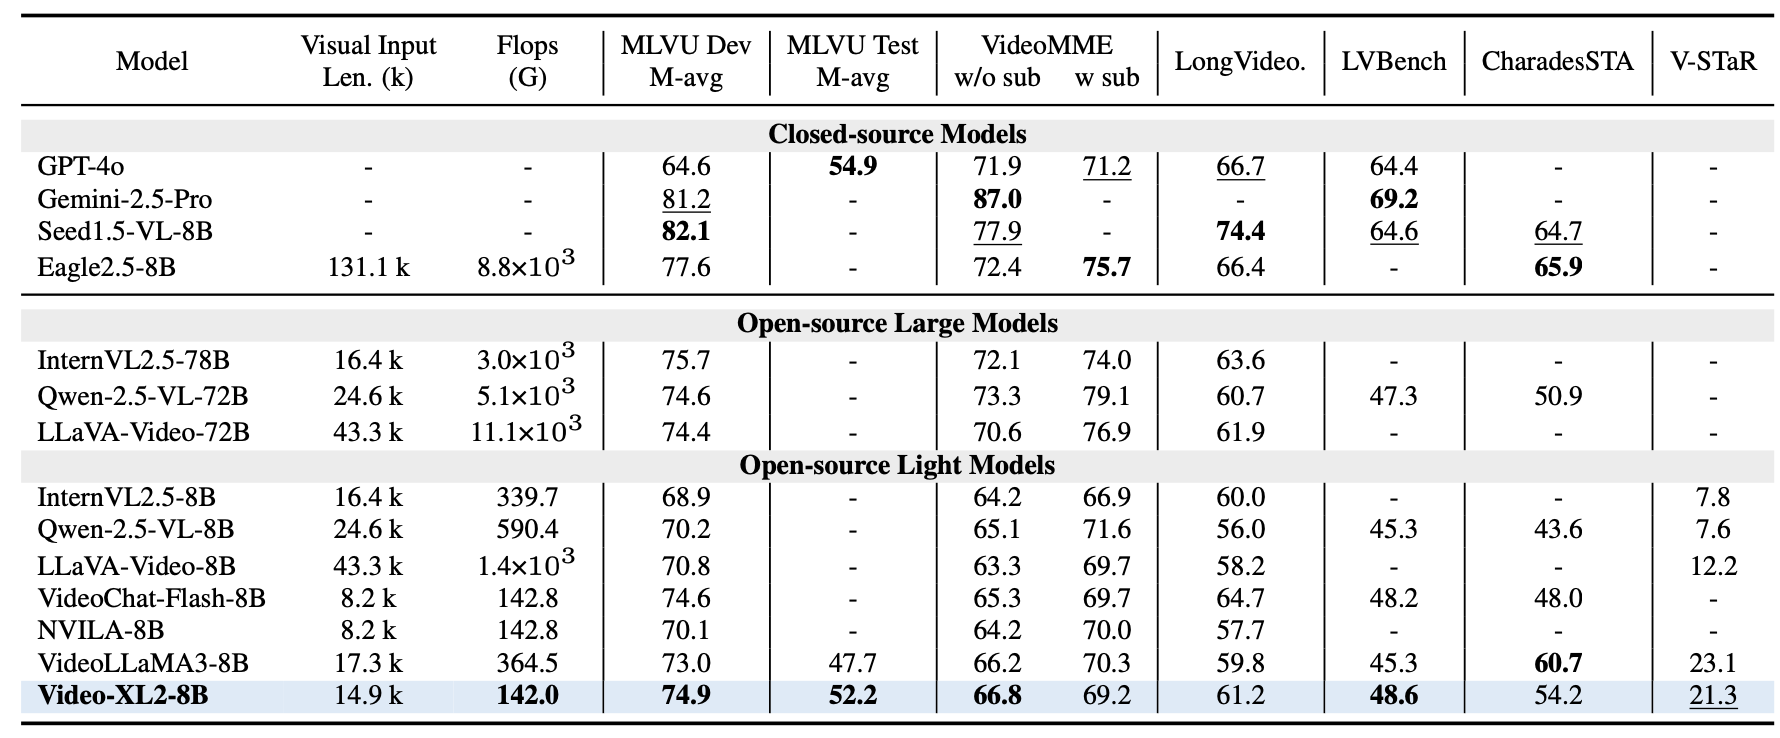 Model Visual Input Len. (k) Flops (G) MLVU Dev M-avg MLVU Test M-avg VideoMME w/o sub w sub LongVideo. LVBench CharadesSTA V-STaR
Closed-source Models
GPT-4o - - 64.6 54.9 71.9 71.2 66.7 64.4 - -
Gemini-2.5-Pro - - 81.2 - 87.0 - - 69.2 - -
Seed1.5-VL-8B - - 82.1 - 77.9 - 74.4 64.6 64.7 -
Eagle2.5-8B 131.1 k 8.8×10³ 77.6 - 72.4 75.7 66.4 - 65.9 -
Open-source Large Models
InternVL2.5-78B 16.4 k 3.0×10³ 75.7 - 72.1 74.0 63.6 - - -
Qwen-2.5-VL-72B 24.6 k 5.1×10³ 74.6 - 73.3 79.1 60.7 47.3 50.9 -
LLaVA-Video-72B 43.3 k 11.1×10³ 74.4 - 70.6 76.9 61.9 - - -
Open-source Light Models
InternVL2.5-8B 16.4 k 339.7 68.9 - 64.2 66.9 60.0 - - 7.8
Qwen-2.5-VL-8B 24.6 k 590.4 70.2 - 65.1 71.6 56.0 45.3 43.6 7.6
LLaVA-Video-8B 43.3 k 1.4×10³ 70.8 - 63.3 69.7 58.2 - - 12.2
VideoChat-Flash-8B 8.2 k 142.8 74.6 - 65.3 69.7 64.7 48.2 48.0 -
NVILA-8B 8.2 k 142.8 70.1 - 64.2 70.0 57.7 - - -
VideoLLaMA3-8B 17.3 k 364.5 73.0 47.7 66.2 70.3 59.8 45.3 60.7 23.1
Video-XL2-8B 14.9 k 142.0 74.9 52.2 66.8 69.2 61.2 48.6 54.2 21.3